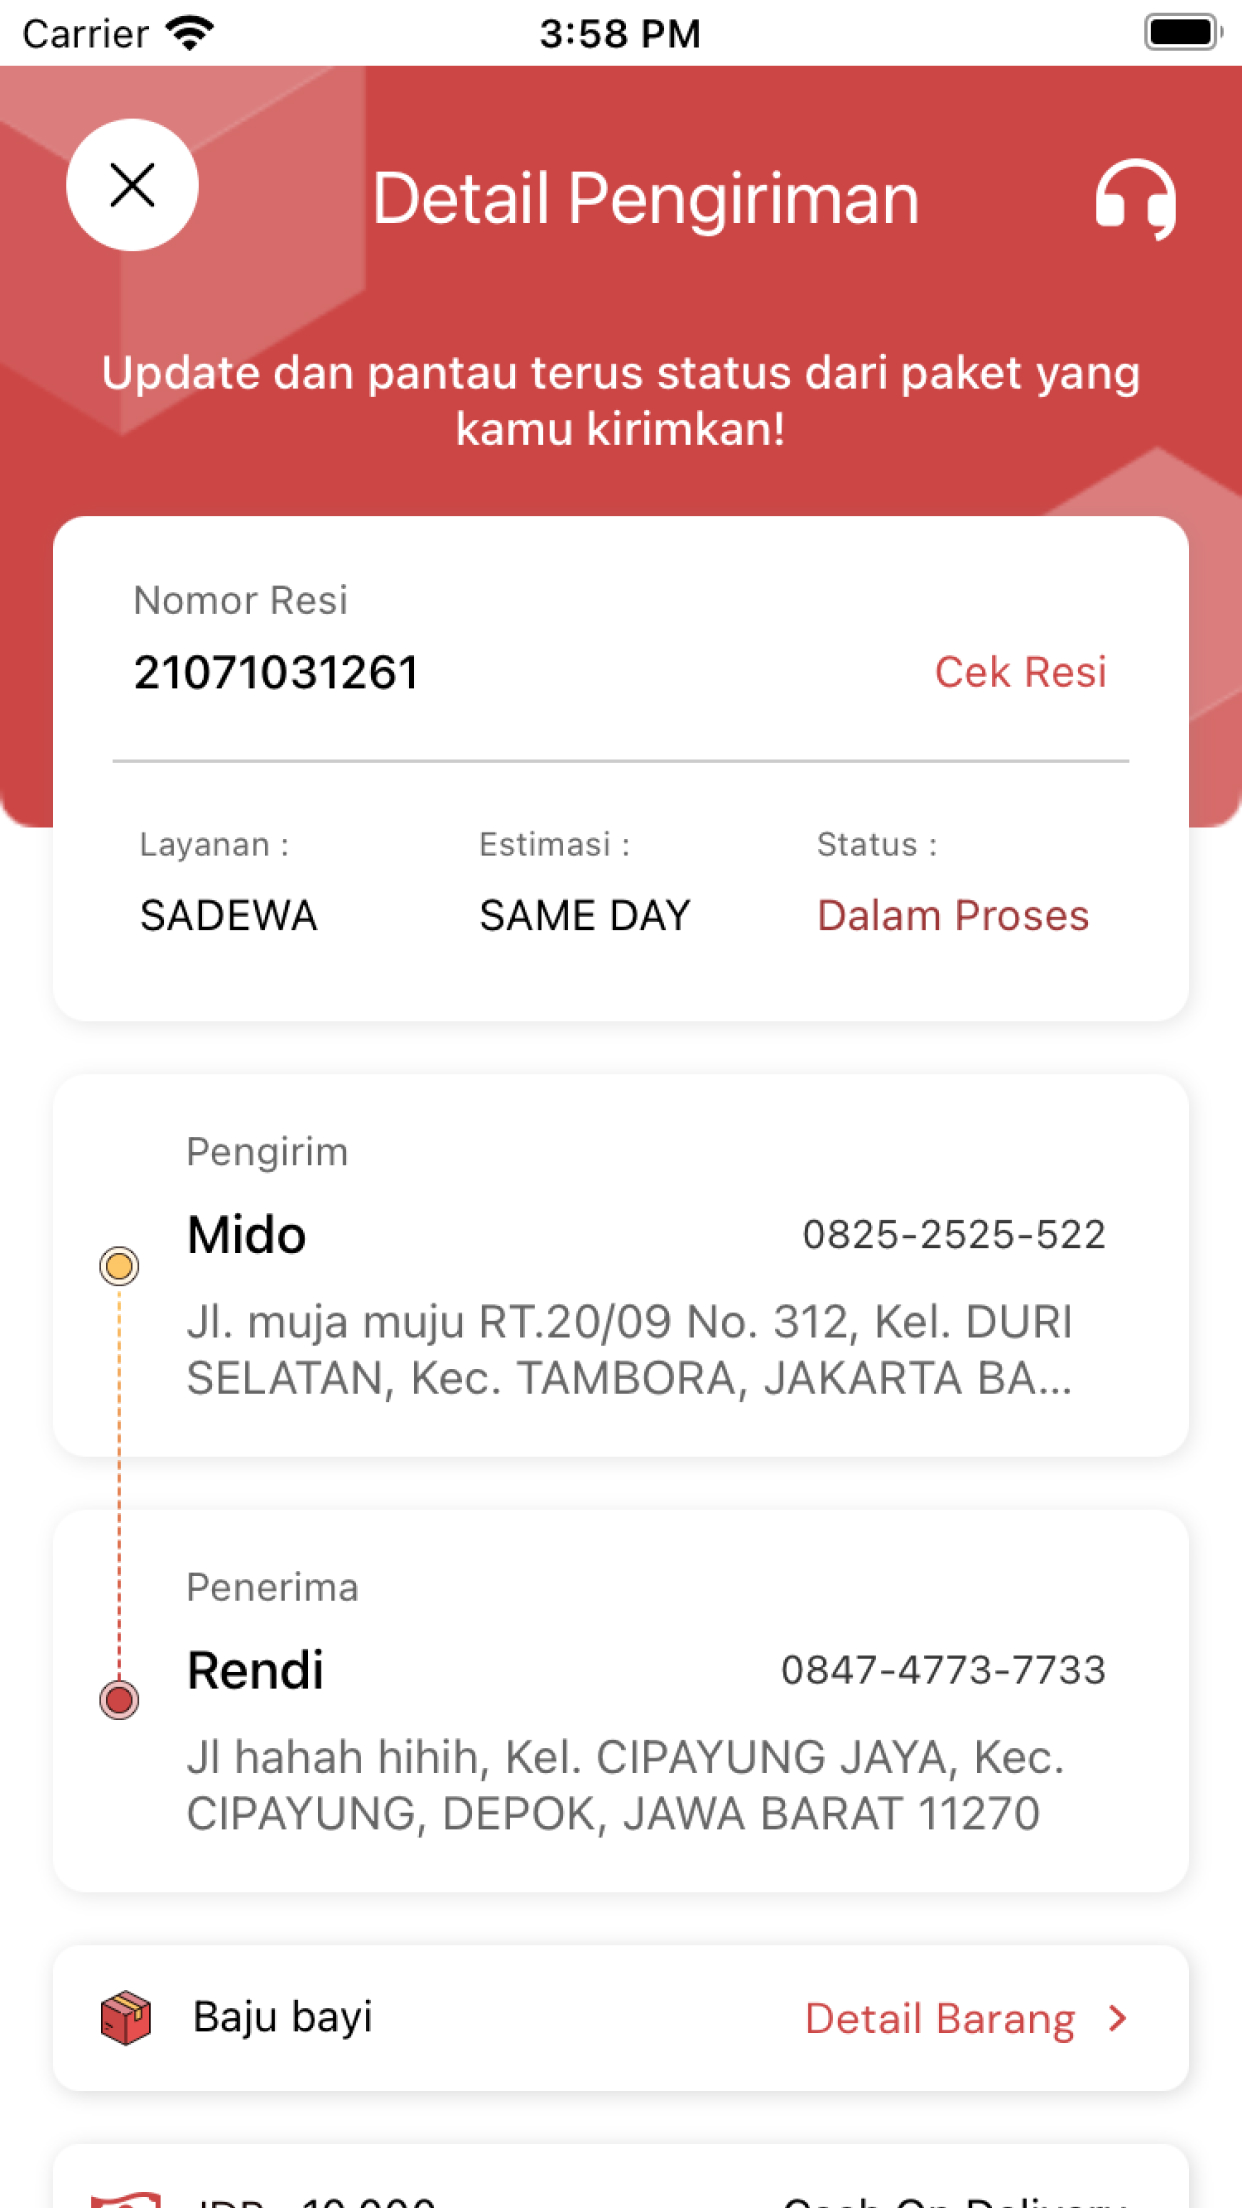 Carrier
3:58 PM
Detail Pengiriman
Update dan pantau terus status dari paket yang
kamu kirimkan!
Nomor Resi
21071031261
Cek Resi
Layanan :
Estimasi :
Status :
SADEWA
SAME DAY
Dalam Proses
Pengirim
Mido
0825-2525-522
Jl. muja muju RT.20/09 No. 312, Kel. DURI
SELATAN, Kec. TAMBORA, JAKARTA BA...
Penerima
Rendi
0847-4773-7733
Jl hahah hihih, Kel. CIPAYUNG JAYA, Kec.
CIPAYUNG, DEPOK, JAWA BARAT 11270
Baju bayi
Detail Barang
Cash On Delivery